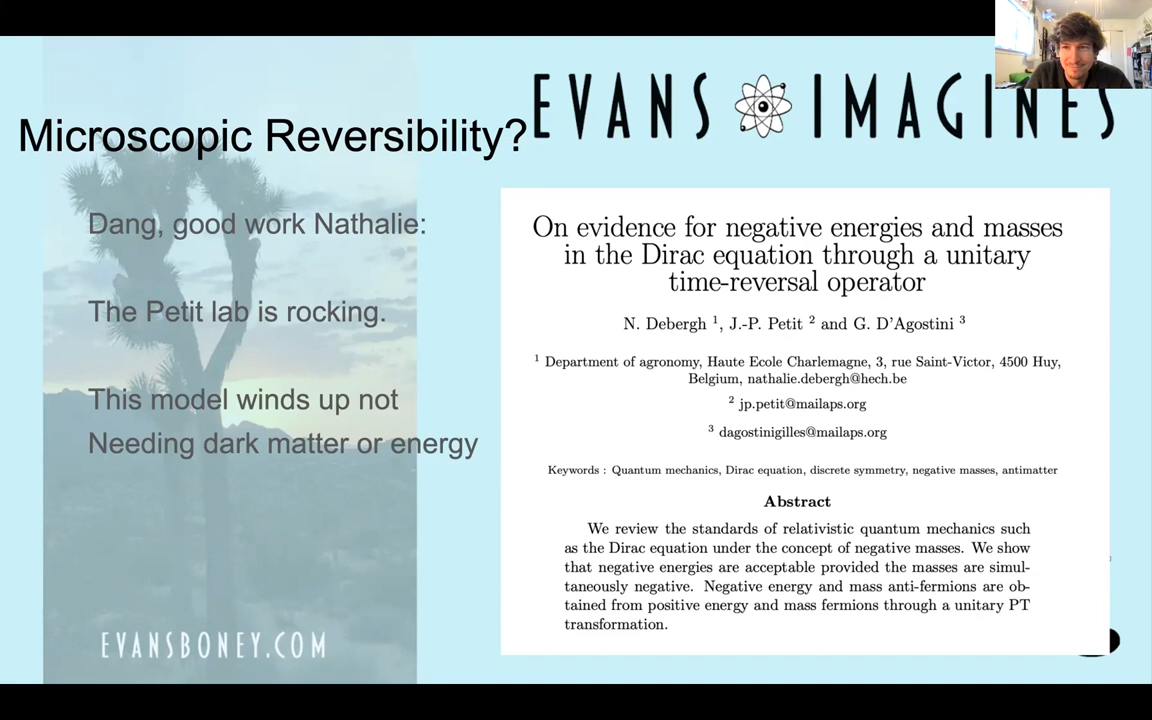 EVANS IMAGINES
Microscopic Reversibility?
Dang, good work Nathalie:
The Petit lab is rocking.
This model winds up not
Needing dark matter or energy
EVANSBONEY.COM
On evidence for negative energies and masses
in the Dirac equation through a unitary
time-reversal operator
N. Debergh 1, J.-P. Petit 2 and G. D'Agostini 3
1 Department of agronomy, Haute Ecole Charlemagne, 3, rue Saint-Victor, 4500 Huy,
Belgium, nathalie.debergh@hech.be
2 jp.petit@mailaps.org
3 dagostinigilles@mailaps.org
Keywords : Quantum mechanics, Dirac equation, discrete symmetry, negative masses, antimatter
Abstract
We review the standards of relativistic quantum mechanics such
as the Dirac equation under the concept of negative masses. We show
that negative energies are acceptable provided the masses are simul-
taneously negative. Negative energy and mass anti-fermions are ob-
tained from positive energy and mass fermions through a unitary PT
transformation.